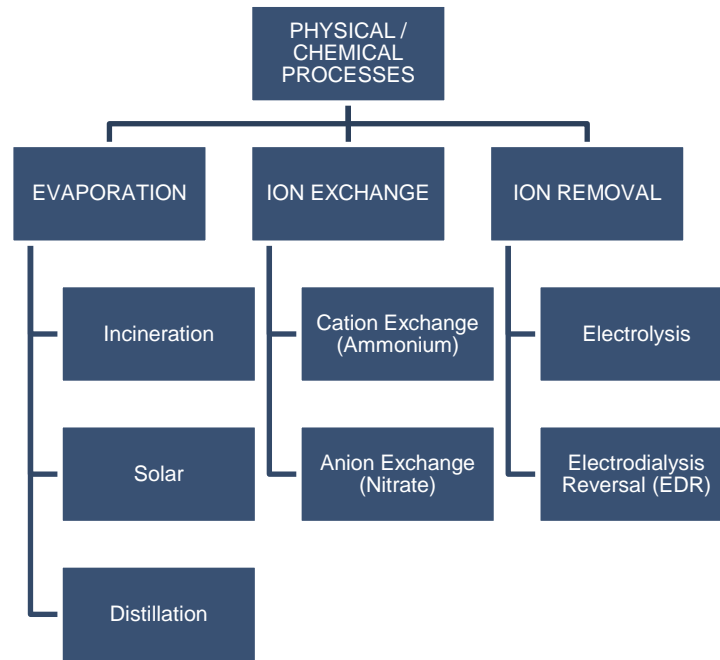 PHYSICAL /
CHEMICAL
PROCESSES
EVAPORATION
ION EXCHANGE
ION REMOVAL
Incineration
Cation Exchange
(Ammonium)
Electrolysis
Solar
Anion Exchange
(Nitrate)
Electrodialysis
Reversal (EDR)
Distillation